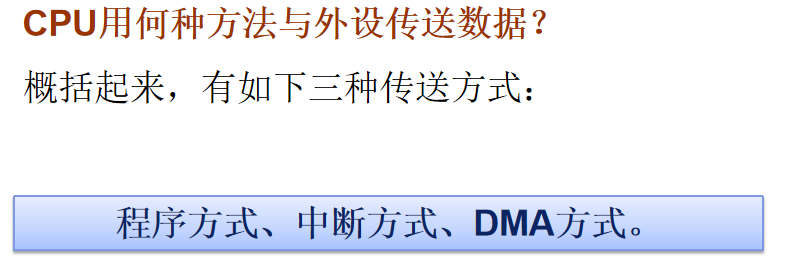 CPU用何种方法与外设传送数据？
概括起来，有如下三种传送方式：
程序方式、中断方式、DMA方式。